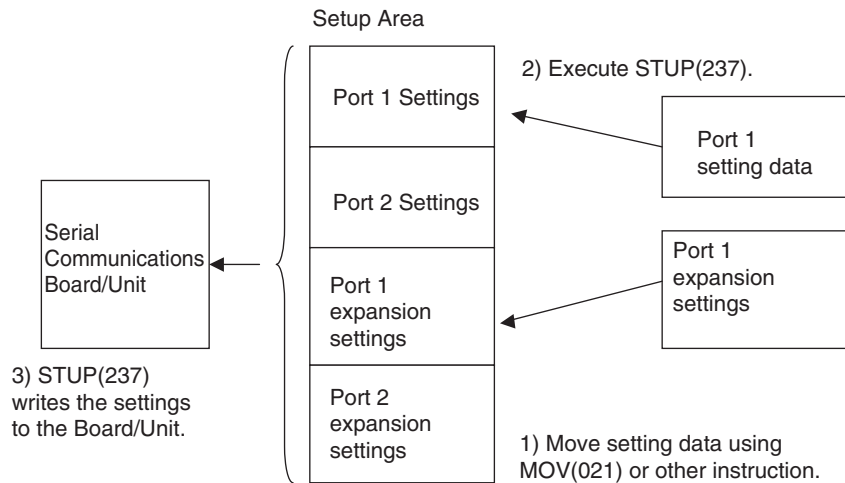 Setup Area
Port 1 Settings
Port 2 Settings
Port 1
expansion
settings
Port 2
expansion
settings
2) Execute STUP(237).
Port 1
setting data
Port 1
expansion
settings
1) Move setting data using
MOV(021) or other instruction.
Serial
Communications
Board/Unit
3) STUP(237)
writes the settings
to the Board/Unit.